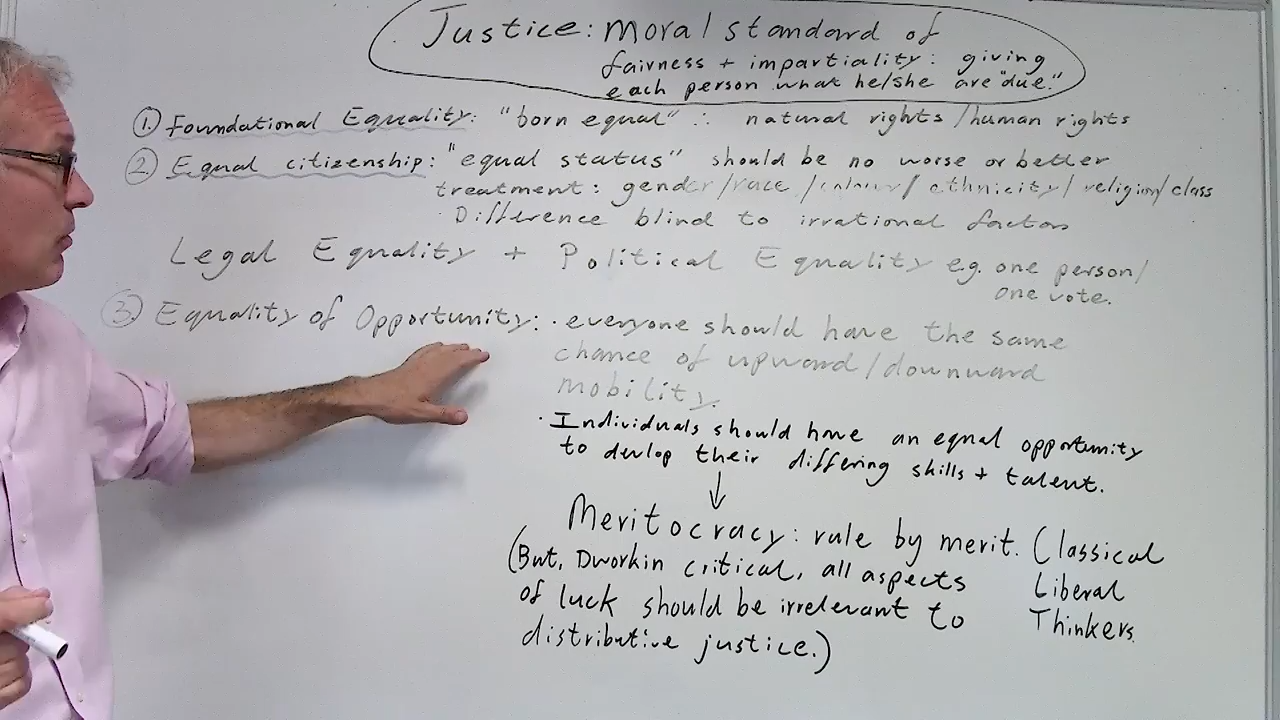 Justice: moral standard of
fairness + impartiality: giving
each person what he/she are "due."
① Foundational Equality: "born equal" ∴ natural rights/human rights
② Equal citizenship: "equal status" should be no worse or better
treatment: gender/race/colour/ethnicity/religion/class
· Difference blind to irrational factors
Legal Equality + Political Equality e.g. one person/
one vote.
③ Equality of Opportunity: · everyone should have the same
chance of upward/downward
mobility.
· Individuals should have an equal opportunity
to devlop their differing skills + talent.
↓
Meritocracy: rule by merit. Classical
Liberal
Thinkers.
(But, Dworkin critical, all aspects
of luck should be irrelevant to
distributive justice.)